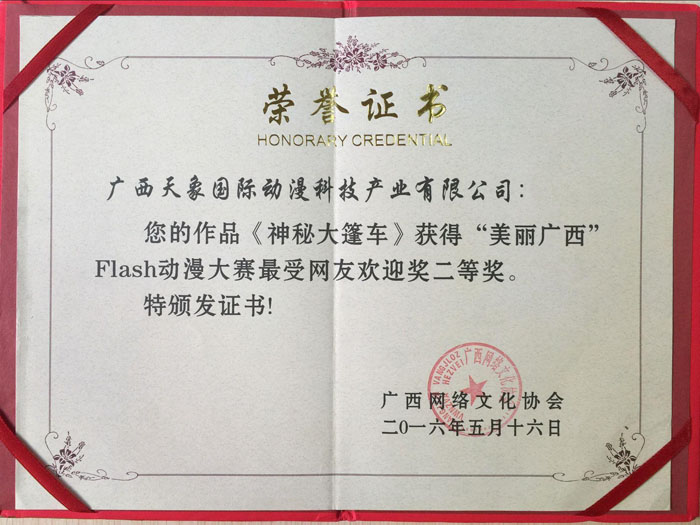 荣誉证书
HONORARY CREDENTIAL
广西天象国际动漫科技产业有限公司：
您的作品《神秘大篷车》获得“美丽广西”
Flash动漫大赛最受网友欢迎奖二等奖。
特颁发证书！
广西网络文化协会
二0一六年五月十六日